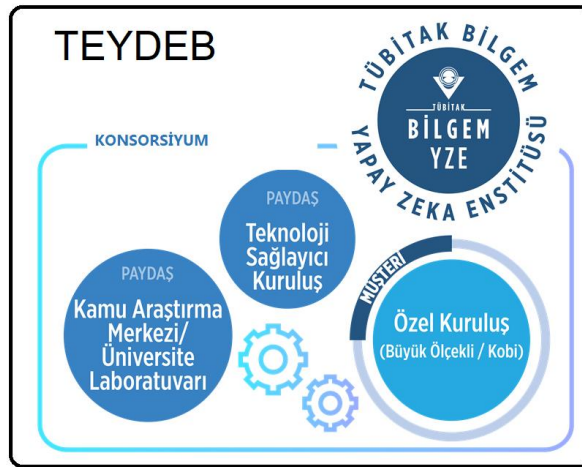 TEYDEB
TÜBİTAK BİLGEM
YAPAY ZEKA ENSTİTÜSÜ
TÜBİTAK
BİLGEM
YZE
KONSORSİYUM
PAYDAŞ
Teknoloji
Sağlayıcı
Kuruluş
PAYDAŞ
Kamu Araştırma
Merkezi/
Üniversite
Laboratuvarı
MÜŞTERİ
Özel Kuruluş
(Büyük Ölçekli / Kobi)